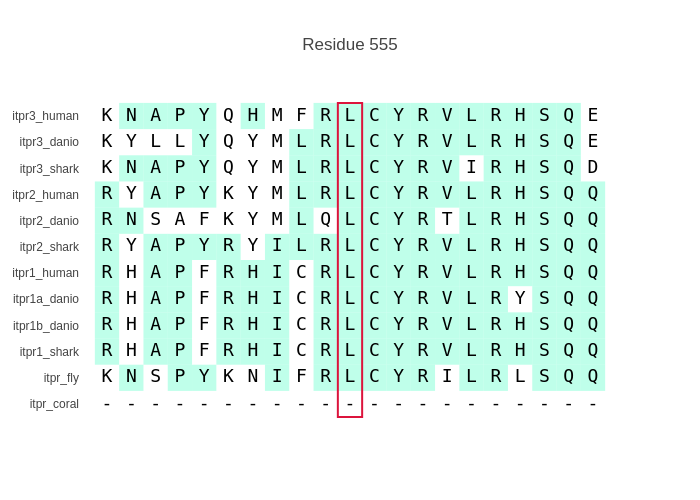 Residue 555
itpr3_human K N A P Y Q H M F R L C Y R V L R H S Q E
itpr3_danio K Y L L Y Q Y M L R L C Y R V L R H S Q E
itpr3_shark K N A P Y Q Y M L R L C Y R V I R H S Q D
itpr2_human R Y A P Y K Y M L R L C Y R V L R H S Q Q
itpr2_danio R N S A F K Y M L Q L C Y R T L R H S Q Q
itpr2_shark R Y A P Y R Y I L R L C Y R V L R H S Q Q
itpr1_human R H A P F R H I C R L C Y R V L R H S Q Q
itpr1a_danio R H A P F R H I C R L C Y R V L R Y S Q Q
itpr1b_danio R H A P F R H I C R L C Y R V L R H S Q Q
itpr1_shark R H A P F R H I C R L C Y R V L R H S Q Q
itpr_fly K N S P Y K N I F R L C Y R I L R L S Q Q
itpr_coral - - - - - - - - - - - - - - - - - - - - -